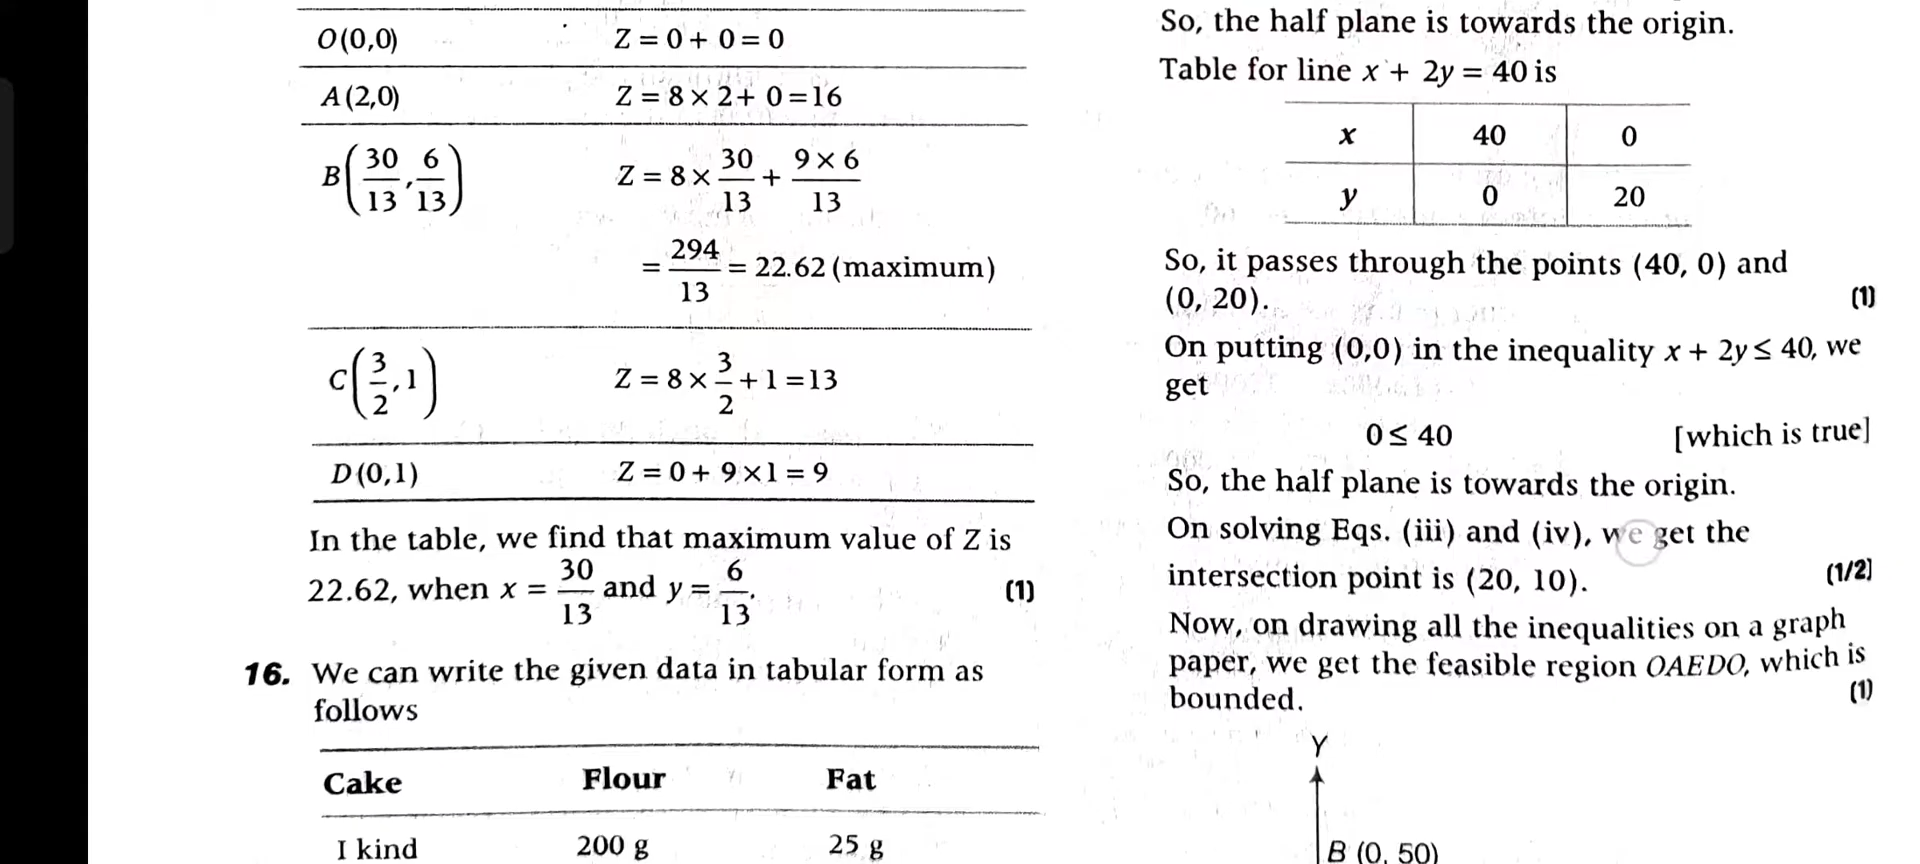 O(0,0) Z = 0 + 0 = 0
A(2,0) Z = 8 × 2 + 0 = 16
B(30/13, 6/13) Z = 8 × 30/13 + 9 × 6/13
= 294/13 = 22.62 (maximum)
C(3/2, 1) Z = 8 × 3/2 + 1 = 13
D(0,1) Z = 0 + 9 × 1 = 9
In the table, we find that maximum value of Z is
22.62, when x = 30/13 and y = 6/13. (1)
16. We can write the given data in tabular form as
follows
Cake Flour Fat
I kind 200 g 25 g
So, the half plane is towards the origin.
Table for line x + 2y = 40 is
x 40 0
y 0 20
So, it passes through the points (40, 0) and
(0, 20). (1)
On putting (0,0) in the inequality x + 2y ≤ 40, we
get
0 ≤ 40 [which is true]
So, the half plane is towards the origin.
On solving Eqs. (iii) and (iv), we get the
intersection point is (20, 10). (1/2]
Now, on drawing all the inequalities on a graph
paper, we get the feasible region OAEDO, which is
bounded. (1)
Y
B (0, 50)